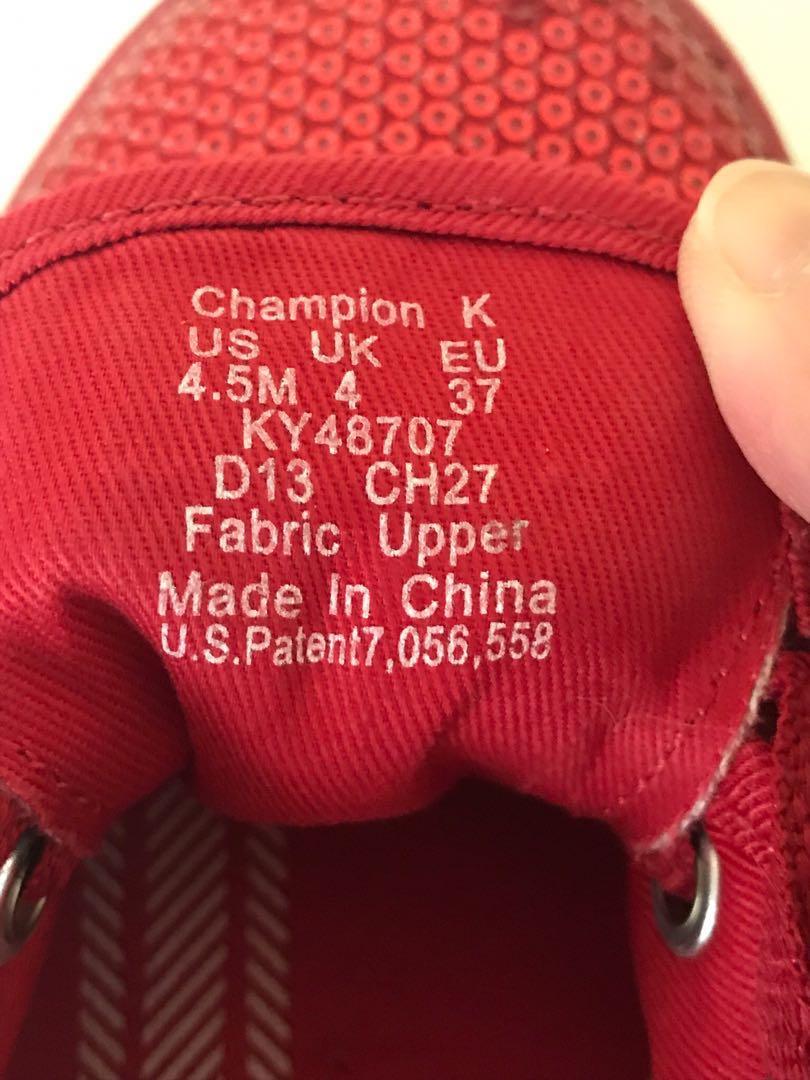 Champion K
US UK EU
4.5M 4 37
KY48707
D13 CH27
Fabric Upper
Made In China
U.S.Patent7,056,558